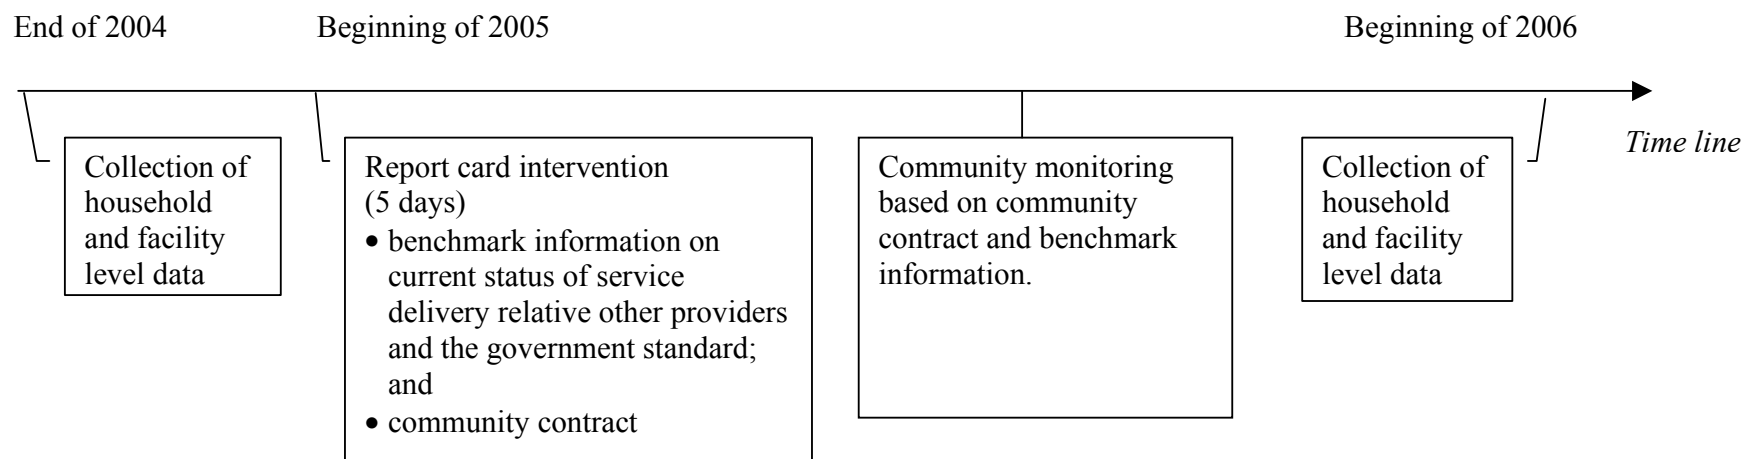 End of 2004
Beginning of 2005
Beginning of 2006
Time line
Collection of
household
and facility
level data
Report card intervention
(5 days)
• benchmark information on
current status of service
delivery relative other providers
and the government standard;
and
• community contract
Community monitoring
based on community
contract and benchmark
information.
Collection of
household
and facility
level data